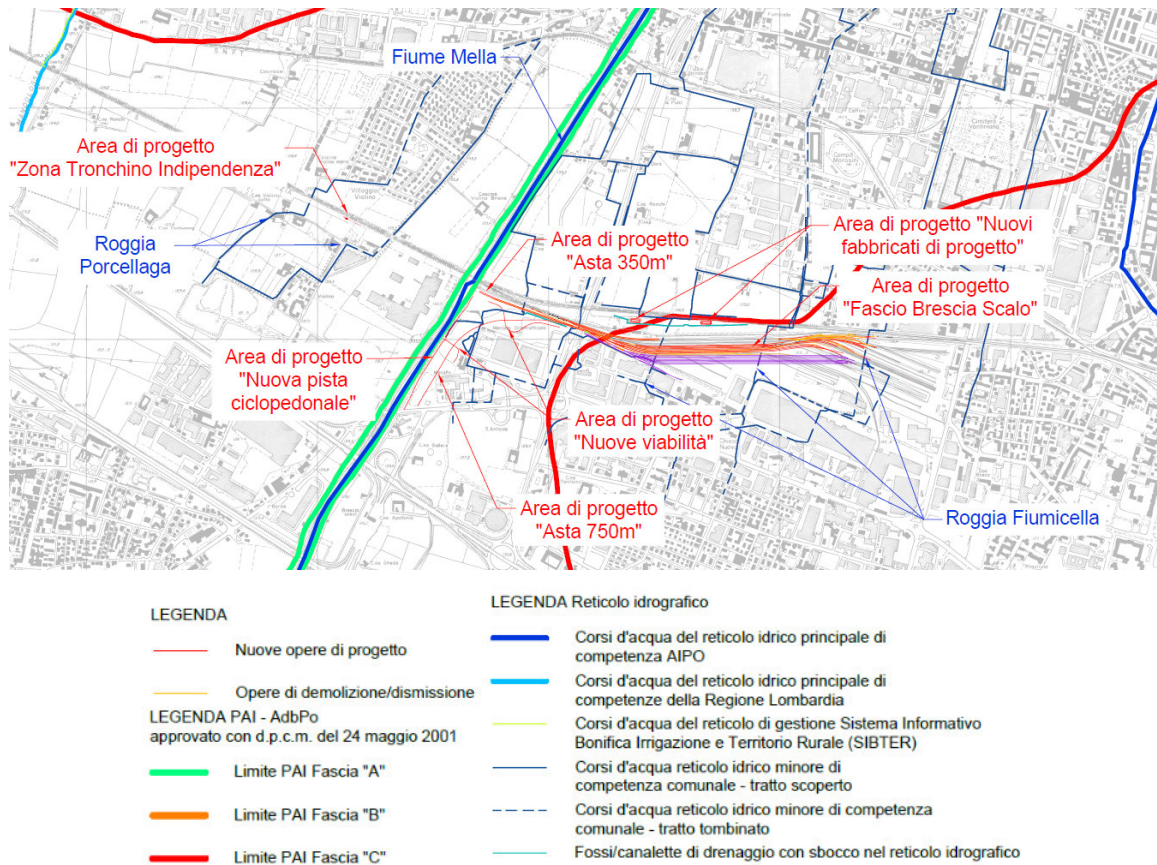 Fiume Mella
Area di progetto
"Zona Tronchino Indipendenza"
Roggia
Porcellaga
Area di progetto
"Asta 350m"
Area di progetto "Nuovi
fabbricati di progetto"
Area di progetto
"Fascio Brescia Scalo"
Area di progetto
"Nuova pista
ciclopedonale"
Area di progetto
"Nuove viabilità"
Area di progetto
"Asta 750m"
Roggia Fiumicella
LEGENDA
Nuove opere di progetto
Opere di demolizione/dismissione
LEGENDA PAI - AdbPo
approvato con d.p.c.m. del 24 maggio 2001
Limite PAI Fascia "A"
Limite PAI Fascia "B"
Limite PAI Fascia "C"
LEGENDA Reticolo idrografico
Corsi d'acqua del reticolo idrico principale di
competenza AIPO
Corsi d'acqua del reticolo idrico principale di
competenze della Regione Lombardia
Corsi d'acqua del reticolo di gestione Sistema Informativo
Bonifica Irrigazione e Territorio Rurale (SIBTER)
Corsi d'acqua reticolo idrico minore di
competenza comunale - tratto scoperto
Corsi d'acqua reticolo idrico minore di competenza
comunale - tratto tombinato
Fossi/canalette di drenaggio con sbocco nel reticolo idrografico